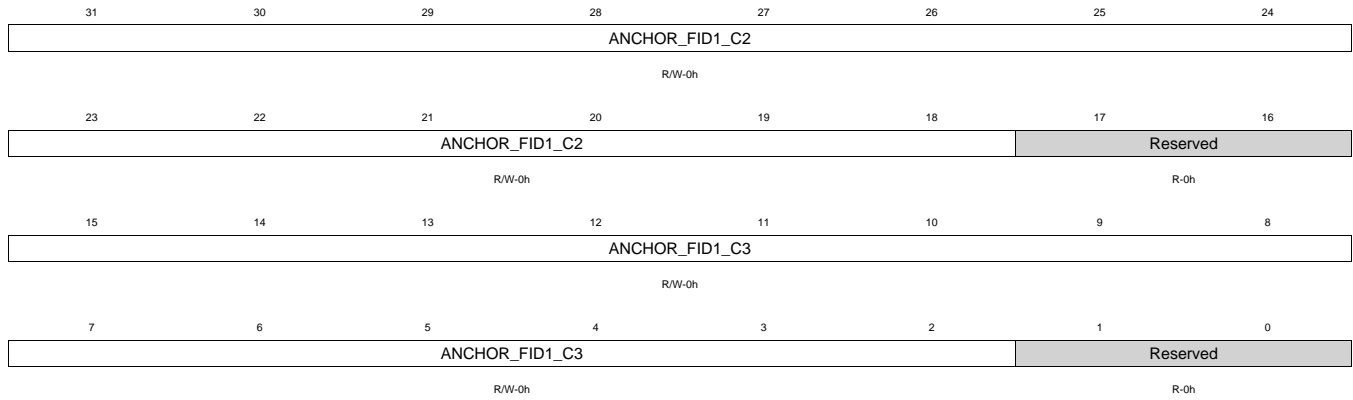 31 30 29 28 27 26 25 24
ANCHOR_FID1_C2
R/W-0h
23 22 21 20 19 18 17 16
ANCHOR_FID1_C2 Reserved
R/W-0h R-0h
15 14 13 12 11 10 9 8
ANCHOR_FID1_C3
R/W-0h
7 6 5 4 3 2 1 0
ANCHOR_FID1_C3 Reserved
R/W-0h R-0h